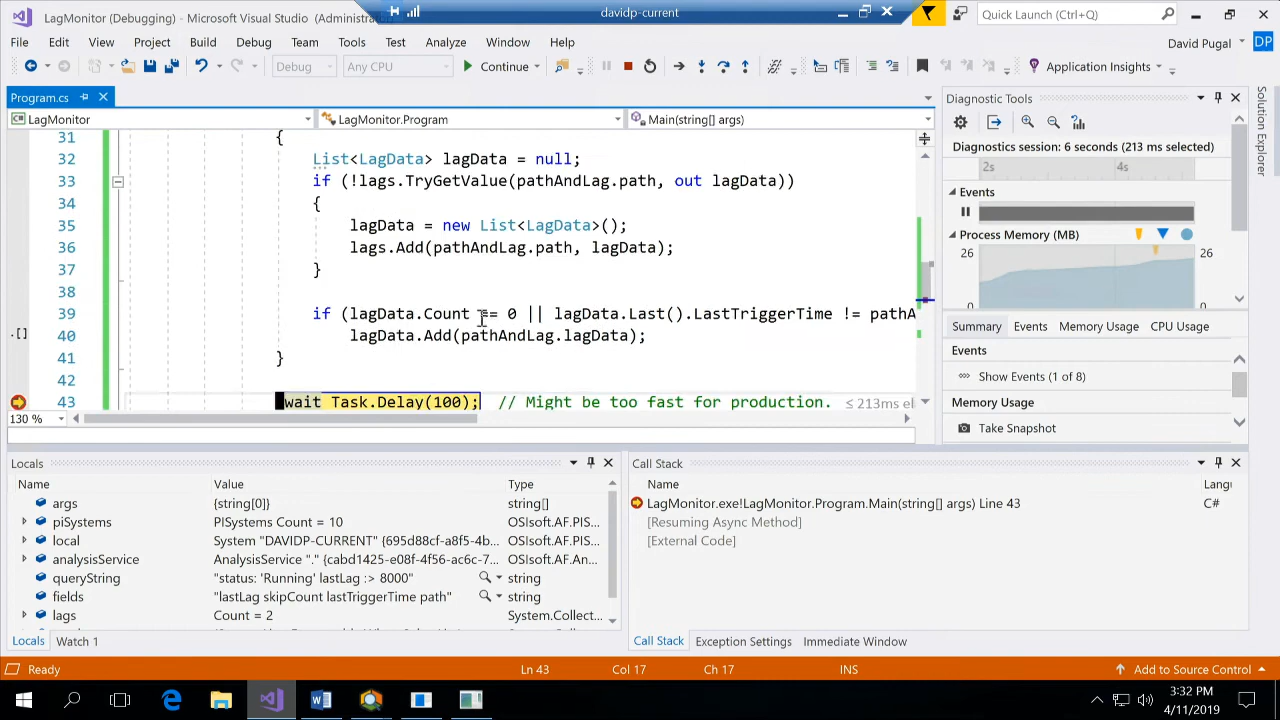 davidp-current
LagMonitor (Debugging) - Microsoft Visual Studio (Administra
Quick Launch (Ctrl+Q)
File Edit View Project Build Debug Team Tools Test Analyze Window Help
David Pugal
DP
Debug Any CPU Continue Application Insights
Program.cs
LagMonitor LagMonitor.Program Main(string[] args)
31 {
32 List<LagData> lagData = null;
33 if (!lags.TryGetValue(pathAndLag.path, out lagData))
34 {
35 lagData = new List<LagData>();
36 lags.Add(pathAndLag.path, lagData);
37 }
38
39 if (lagData.Count == 0 || lagData.Last().LastTriggerTime != pathA
40 lagData.Add(pathAndLag.lagData);
41 }
42
43 await Task.Delay(100); // Might be too fast for production. ≤ 213ms el
130 %
Diagnostic Tools
Diagnostics session: 6 seconds (213 ms selected)
2s 4s
Events
Process Memory (MB)
26 26
Summary Events Memory Usage CPU Usage
Events
Show Events (1 of 8)
Memory Usage
Take Snapshot
Solution Explorer
Locals
Name Value Type
args {string[0]} string[]
piSystems PISystems Count = 10 OSIsoft.AF.PIS...
local System "DAVIDP-CURRENT" {695d88cf-a8f5-4b... OSIsoft.AF.PIS...
analysisService AnalysisService "." {cabd1425-e08f-4f56-ac6c-7... OSIsoft.AF.An...
queryString "status: 'Running' lastLag :> 8000" string
fields "lastLag skipCount lastTriggerTime path" string
lags Count = 2 System.Collect...
Locals Watch 1
Call Stack
Name Langu
LagMonitor.exe!LagMonitor.Program.Main(string[] args) Line 43 C#
[Resuming Async Method]
[External Code]
Call Stack Exception Settings Immediate Window
Ready Ln 43 Col 17 Ch 17 INS Add to Source Control
3:32 PM
4/11/2019